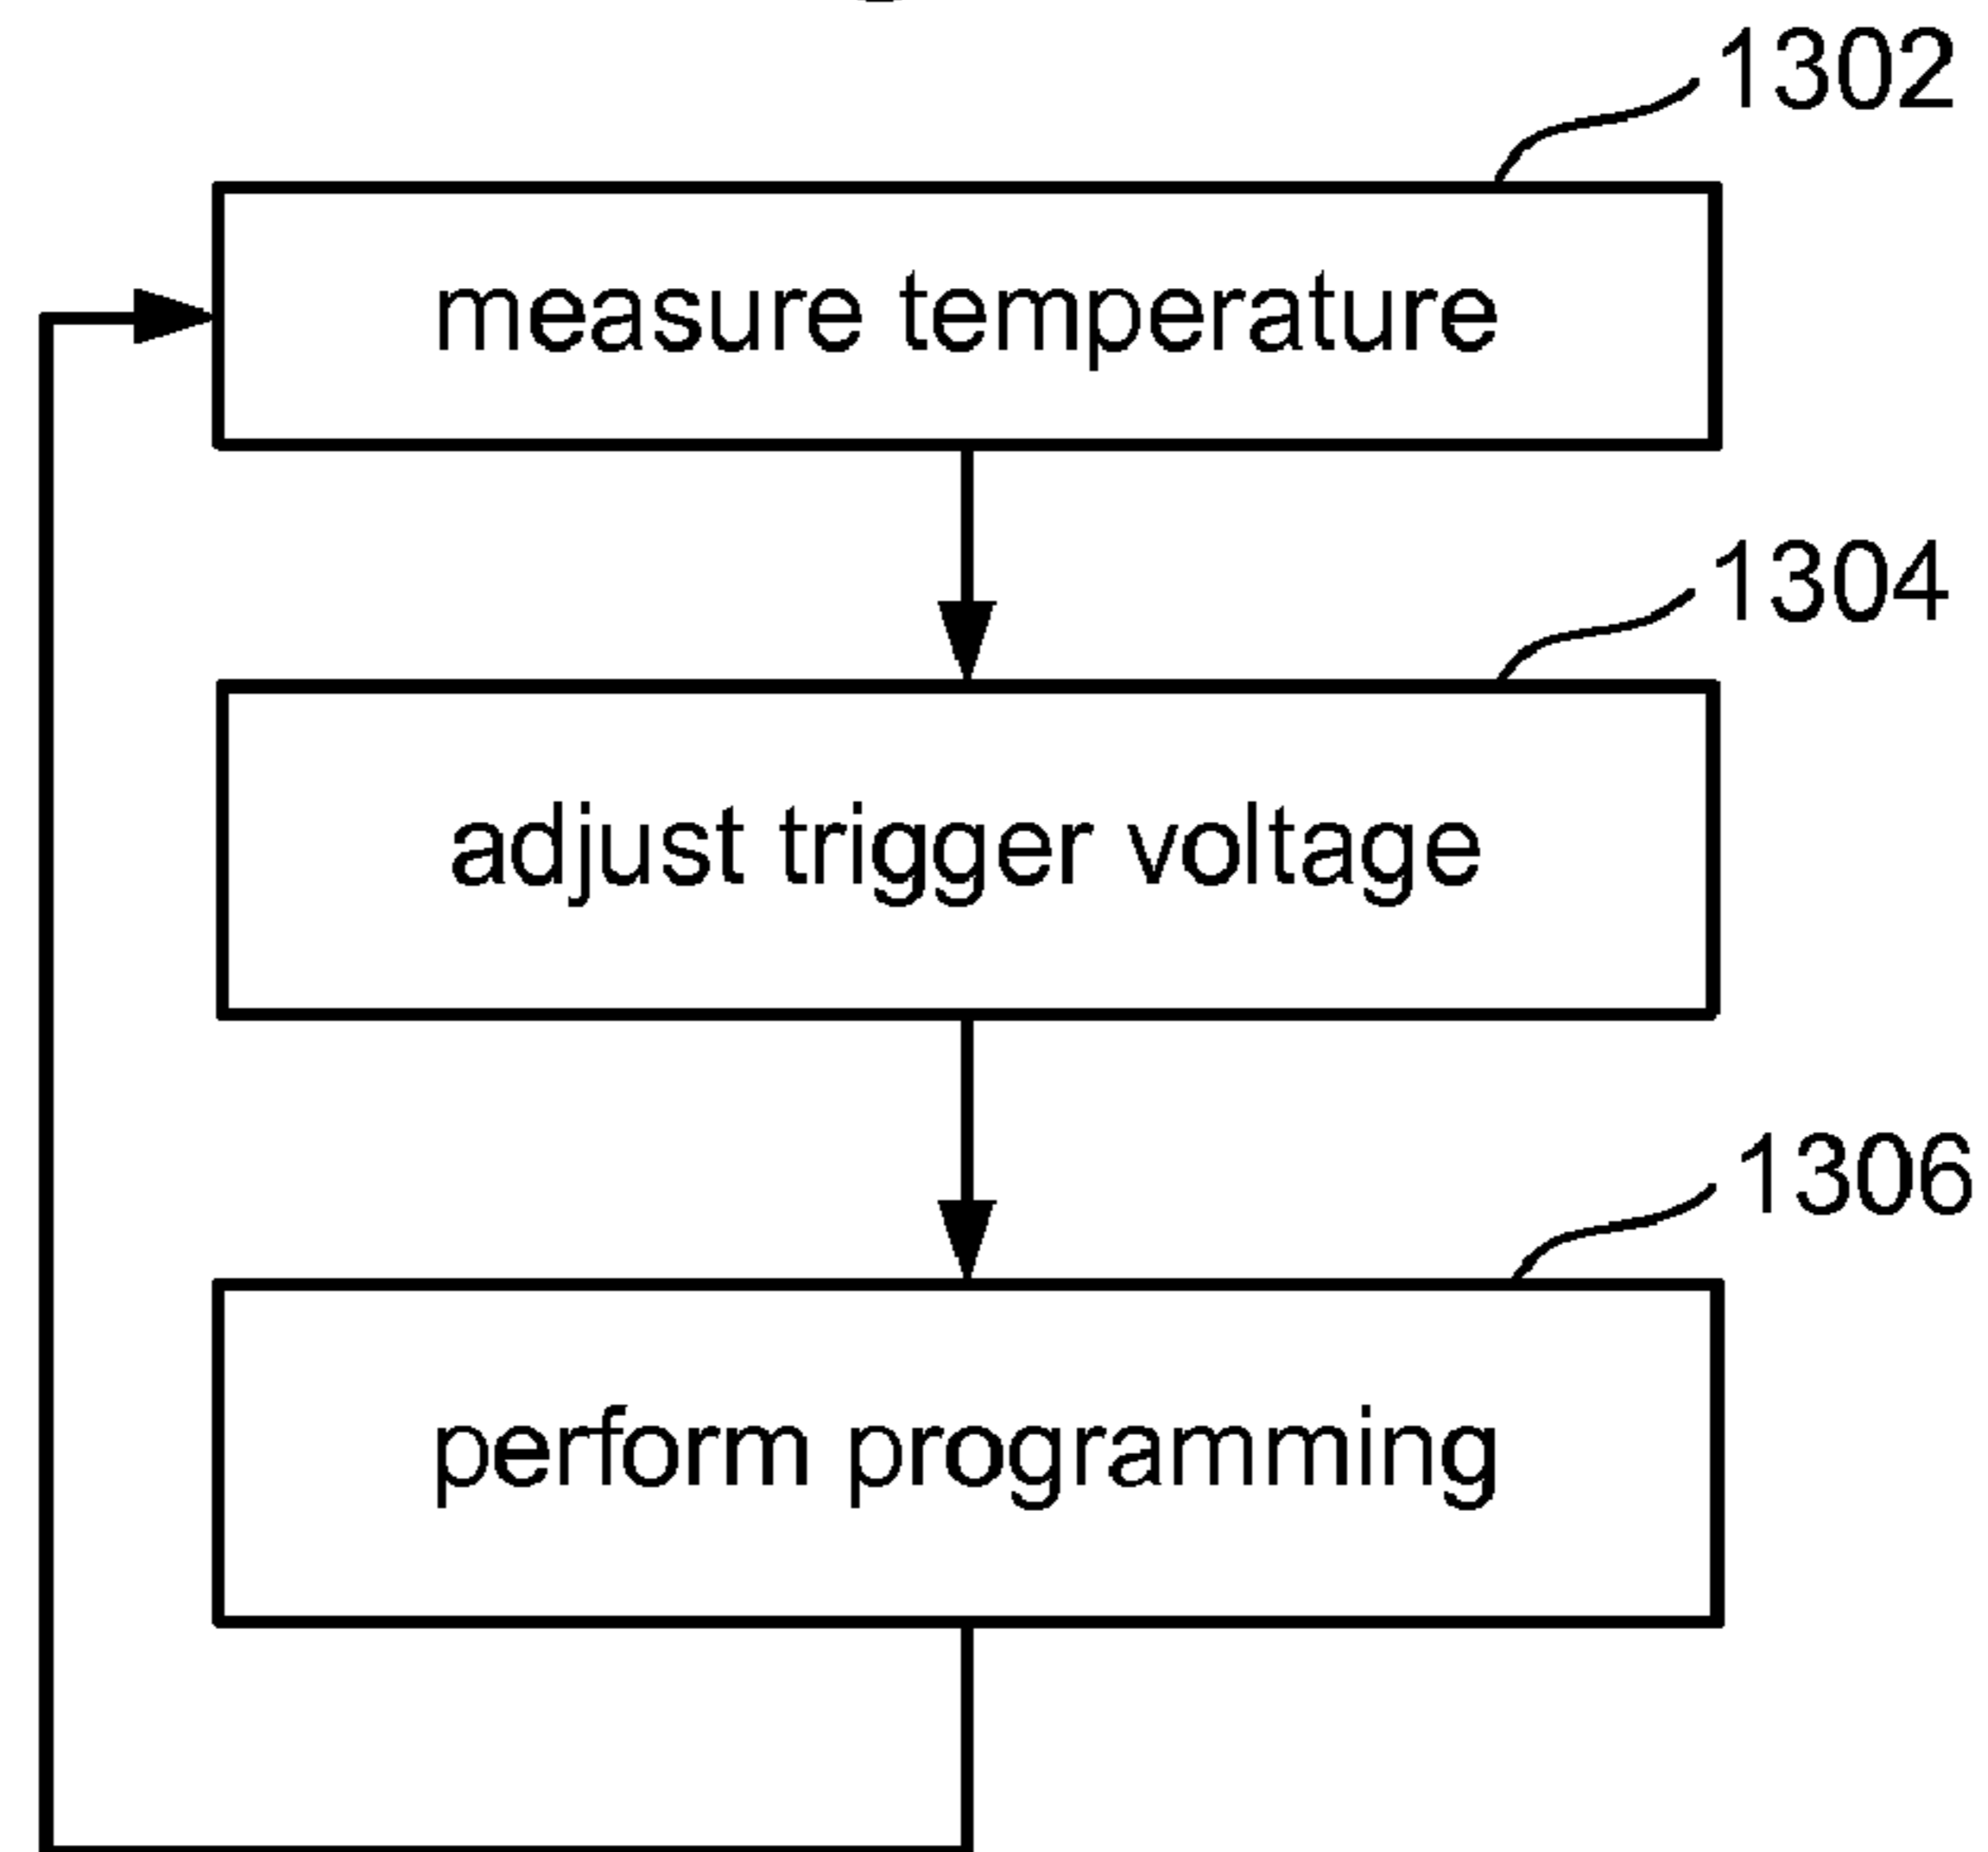 1302
measure temperature
1304
adjust trigger voltage
1306
perform programming